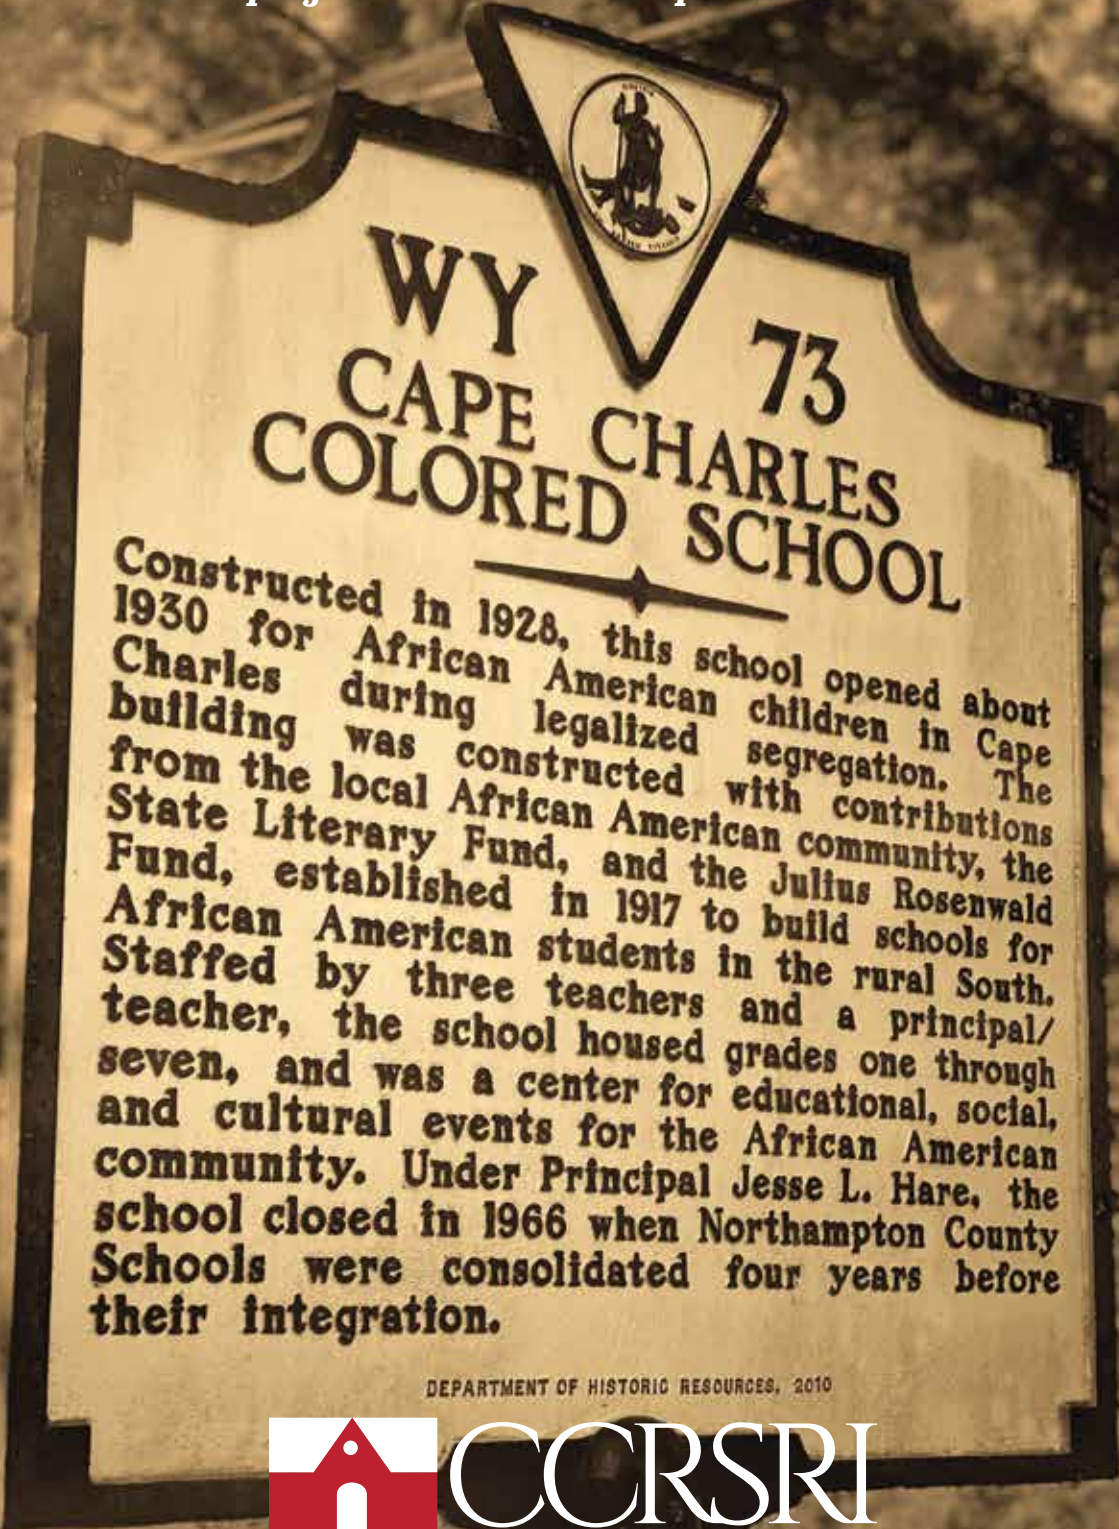 WY 73
CAPE CHARLES
COLORED SCHOOL
Constructed in 1928, this school opened about
1930 for African American children in Cape
Charles during legalized segregation. The
building was constructed with contributions
from the local African American community, the
State Literary Fund, and the Julius Rosenwald
Fund, established in 1917 to build schools for
African American students in the rural South.
Staffed by three teachers and a principal/
teacher, the school housed grades one through
seven, and was a center for educational, social,
and cultural events for the African American
community. Under Principal Jesse L. Hare, the
school closed in 1966 when Northampton County
Schools were consolidated four years before
their integration.
DEPARTMENT OF HISTORIC RESOURCES, 2010
CCRSRI